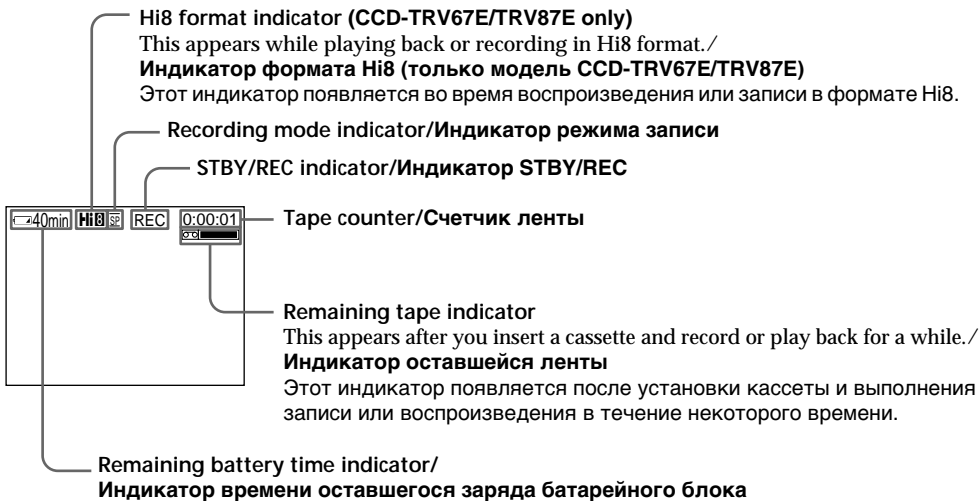 Hi8 format indicator (CCD-TRV67E/TRV87E only)
This appears while playing back or recording in Hi8 format./
Индикатор формата Hi8 (только модель CCD-TRV67E/TRV87E)
Этот индикатор появляется во время воспроизведения или записи в формате Hi8.
Recording mode indicator/Индикатор режима записи
STBY/REC indicator/Индикатор STBY/REC
40min Hi8 SP REC 0:00:01
Tape counter/Счетчик ленты
Remaining tape indicator
This appears after you insert a cassette and record or play back for a while./
Индикатор оставшейся ленты
Этот индикатор появляется после установки кассеты и выполнения
записи или воспроизведения в течение некоторого времени.
Remaining battery time indicator/
Индикатор времени оставшегося заряда батарейного блока